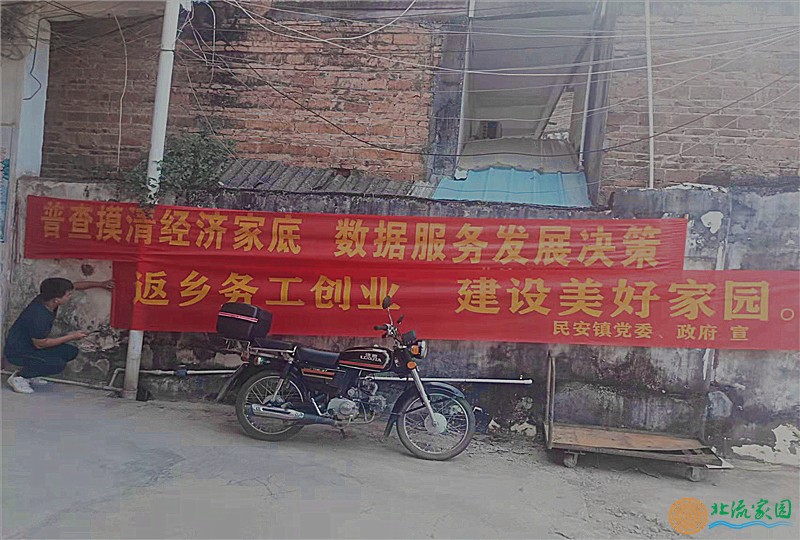 普查摸清经济家底 数据服务发展决策
返乡务工创业 建设美好家园。
民安镇党委、政府 宣
北流家园